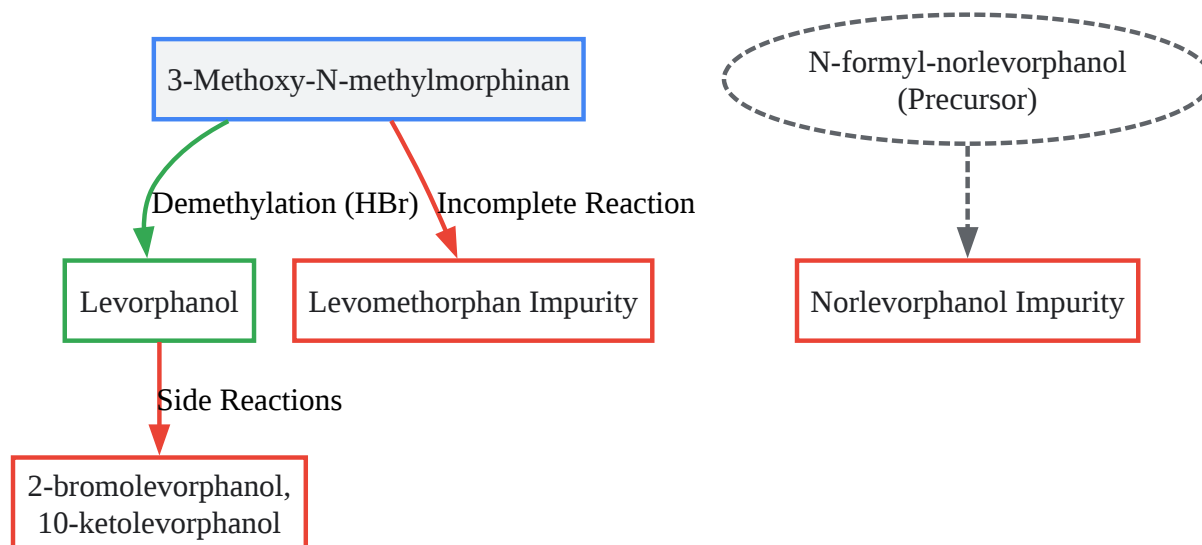 3-Methoxy-N-methylmorphinan
N-formyl-norlevorphanol
(Precursor)
Demethylation (HBr)
Incomplete Reaction
Levorphanol
Levomethorphan Impurity
Norlevorphanol Impurity
Side Reactions
2-bromolevorphanol,
10-ketolevorphanol